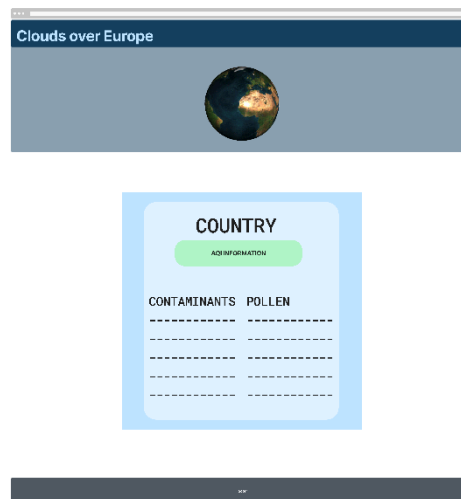 Clouds over Europe
COUNTRY
AQI INFORMATION
CONTAMINANTS POLLEN